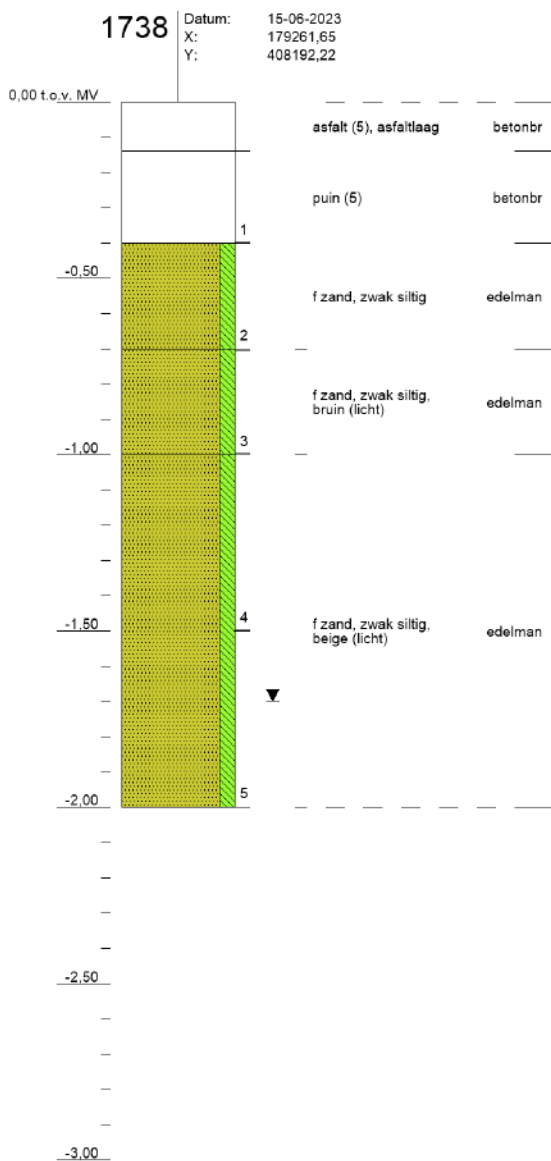 1738
Datum: 15-06-2023
X: 179261,65
Y: 408192,22
0,00 t.o.v. MV
asfalt (5), asfaltlaag betonbr
puin (5) betonbr
1
-0,50
f zand, zwak siltig edelman
2
f zand, zwak siltig, bruin (licht) edelman
3
-1,00
4
-1,50
f zand, zwak siltig,
beige (licht) edelman
5
-2,00
-2,50
-3,00